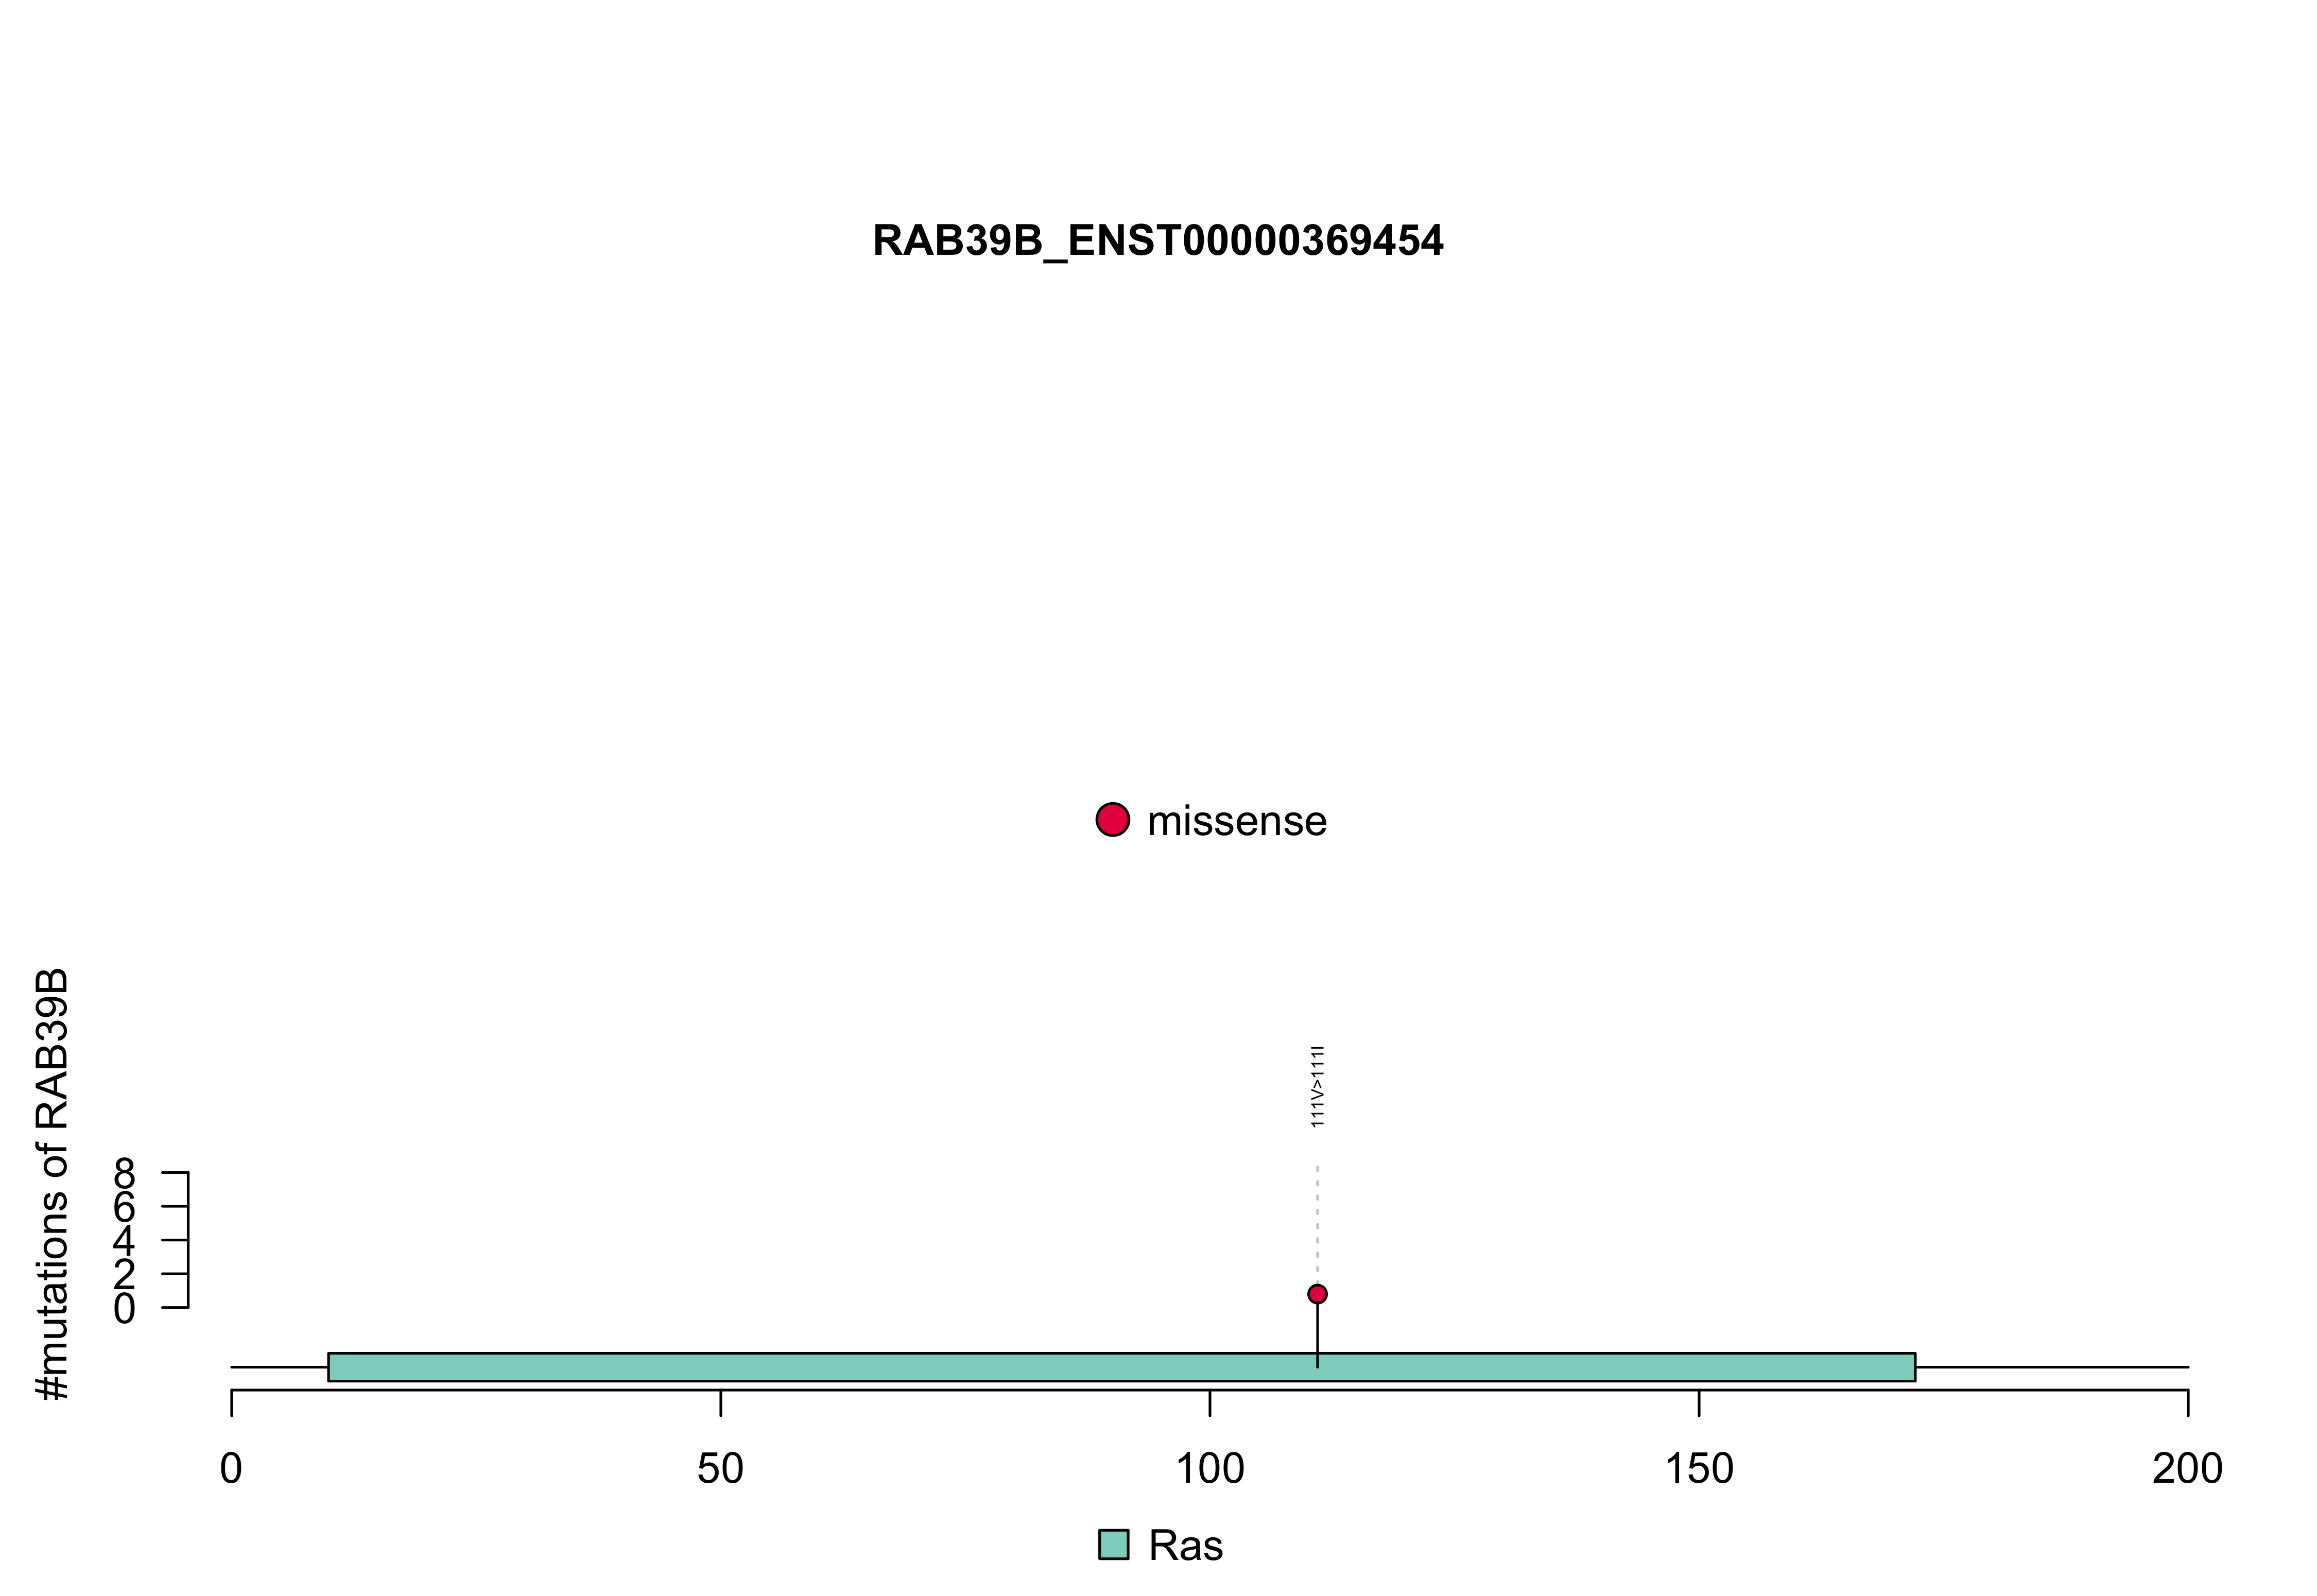 RAB39B_ENST00000369454
missense
#mutations of RAB39B
111V>111I
8
6
4
2
0
0 50 100 150 200
Ras